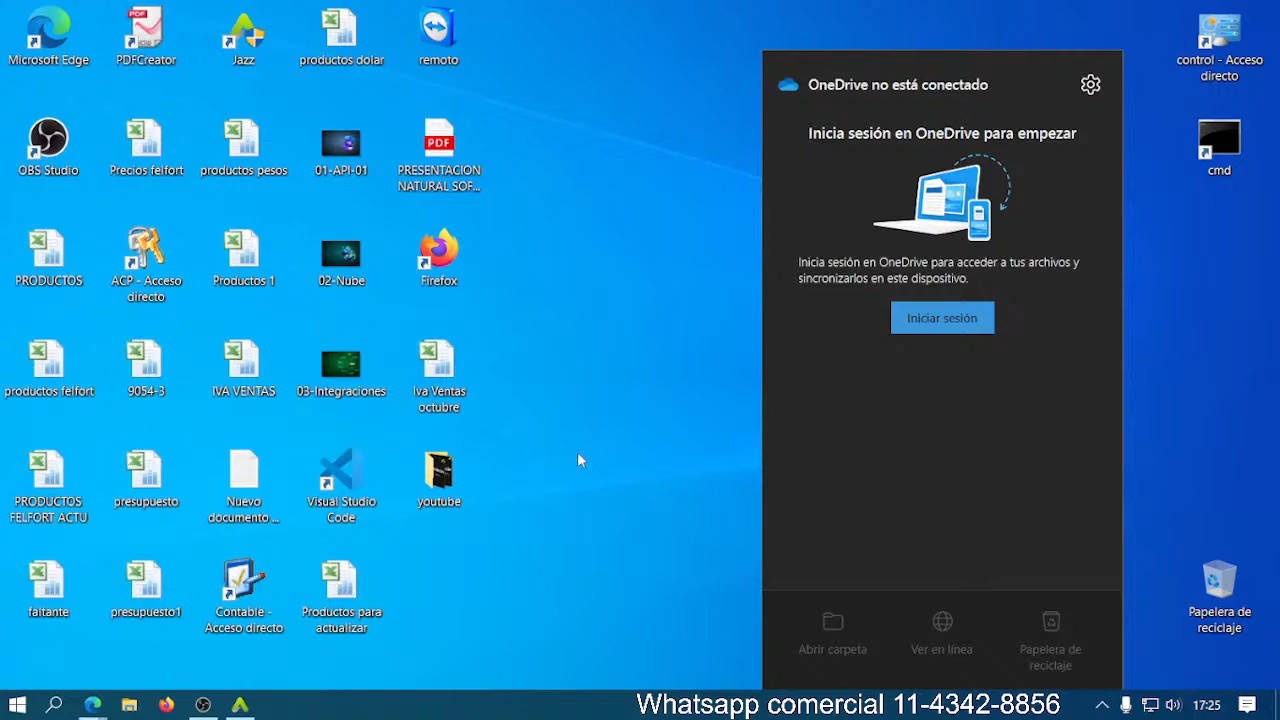 Microsoft Edge
PDFCreator
Jazz
productos dolar
remoto
OBS Studio
Precios felfort
productos pesos
01-API-01
PRESENTACION
NATURAL SOF...
PRODUCTOS
ACP - Acceso
directo
Productos 1
02-Nube
Firefox
productos felfort
9054-3
IVA VENTAS
03-Integraciones
Iva Ventas
octubre
PRODUCTOS
FELFORT ACTU
presupuesto
Nuevo
documento ...
Visual Studio
Code
youtube
faltante
presupuesto1
Contable -
Acceso directo
Productos para
actualizar
OneDrive no está conectado
Inicia sesión en OneDrive para empezar
Inicia sesión en OneDrive para acceder a tus archivos y
sincronizarlos en este dispositivo.
Iniciar sesión
Abrir carpeta
Ver en línea
Papelera de
reciclaje
control - Acceso
directo
cmd
Papelera de
reciclaje
PDF
Whatsapp comercial 11-4342-8856
17:25